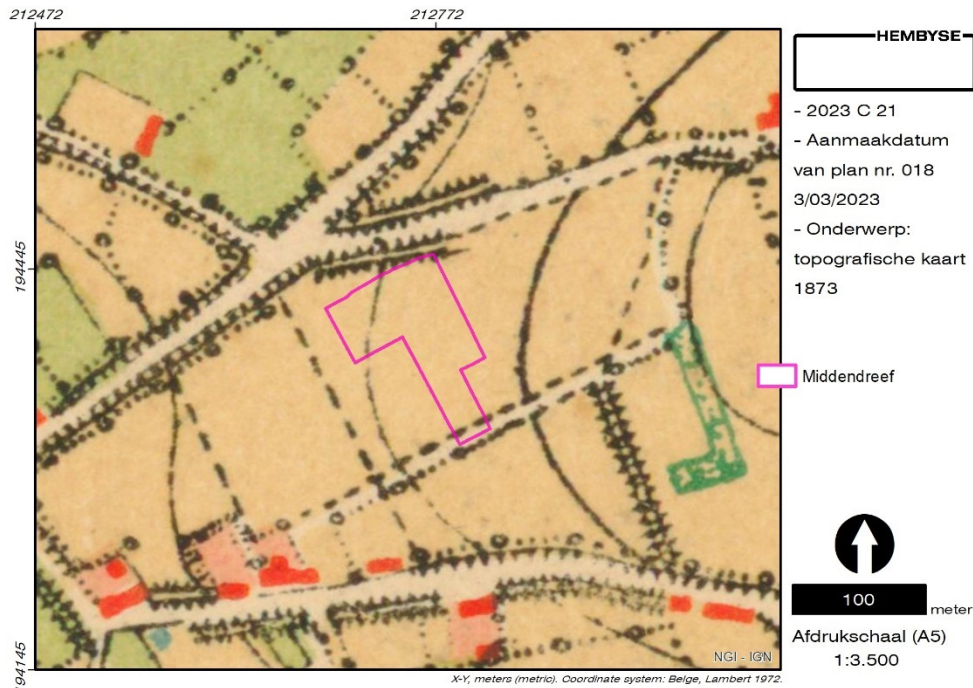 212472
212772
194445
194145
HEMBYSE
- 2023 C 21
- Aanmaakdatum
van plan nr. 018
3/03/2023
- Onderwerp:
topografische kaart
1873
Middendreef
100 meter
Afdrukschaal (A5)
1:3.500
NGI - IGN
X-Y, meters (metric). Coordinate system: Belge, Lambert 1972.